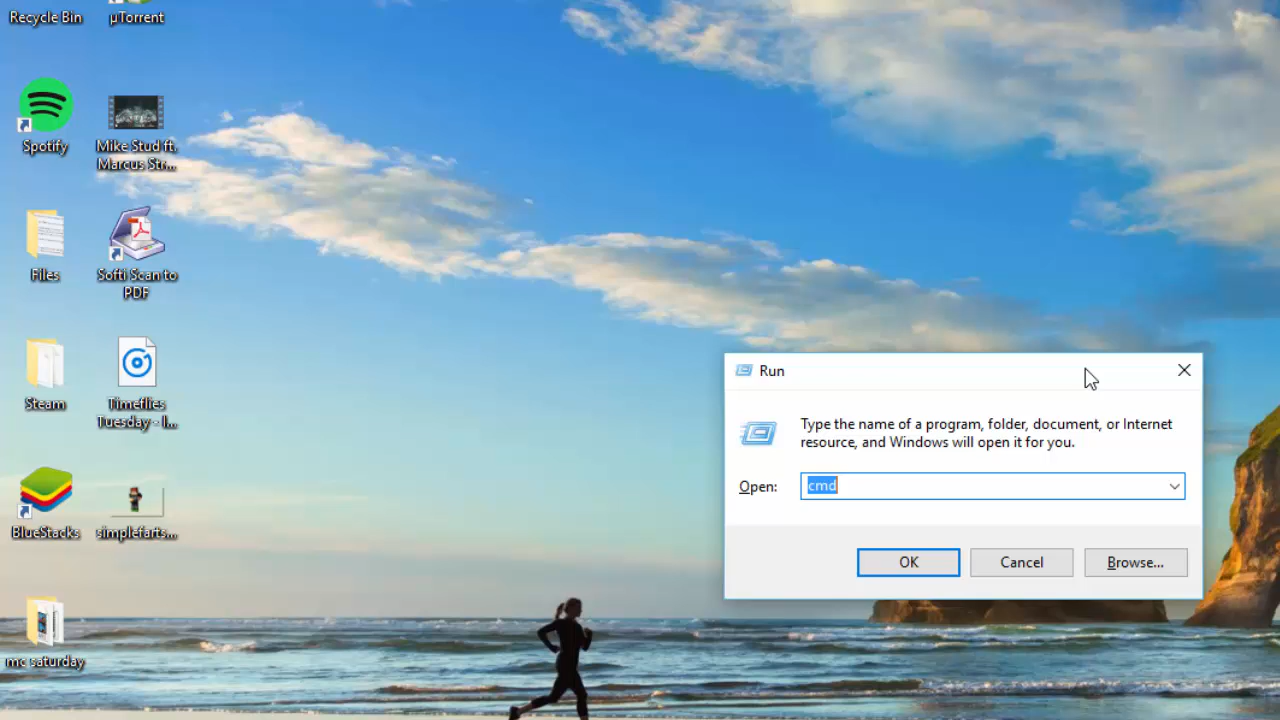 Recycle Bin
µTorrent
Spotify
Mike Stud ft.
Marcus Str...
Files
Softi Scan to
PDF
Steam
Timeflies
Tuesday - I...
BlueStacks
simplefarts...
mc saturday
Run
Type the name of a program, folder, document, or Internet
resource, and Windows will open it for you.
Open:
cmd
OK
Cancel
Browse...